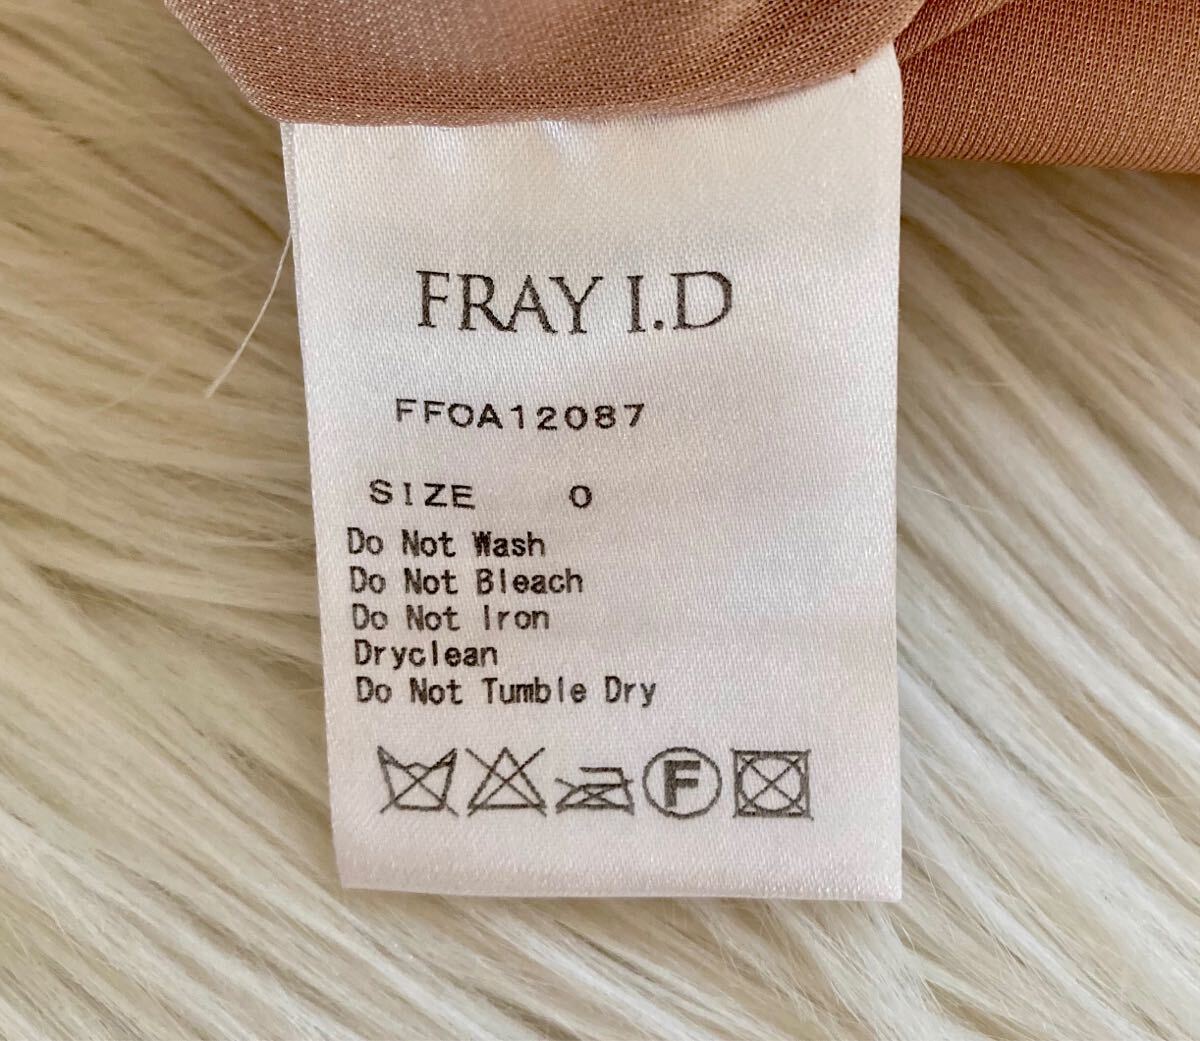 FRAY I.D
FFOA12087
SIZE 0
Do Not Wash
Do Not Bleach
Do Not Iron
Dryclean
Do Not Tumble Dry
F